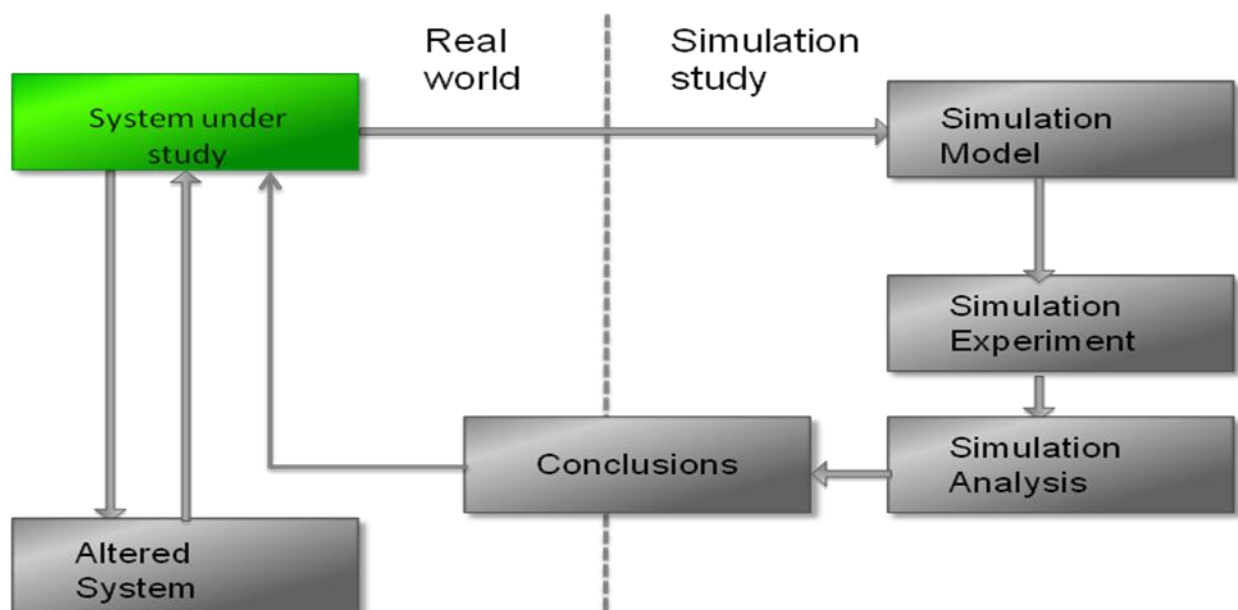 Real
world
Simulation
study
System under
study
Simulation
Model
Simulation
Experiment
Conclusions
Simulation
Analysis
Altered
System